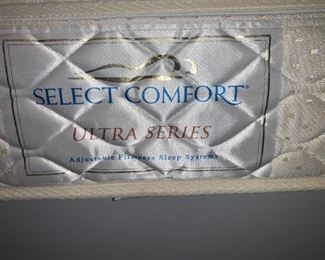 SELECT COMFORT®
ULTRA SERIES
Adjustable Firmness Sleep Systems